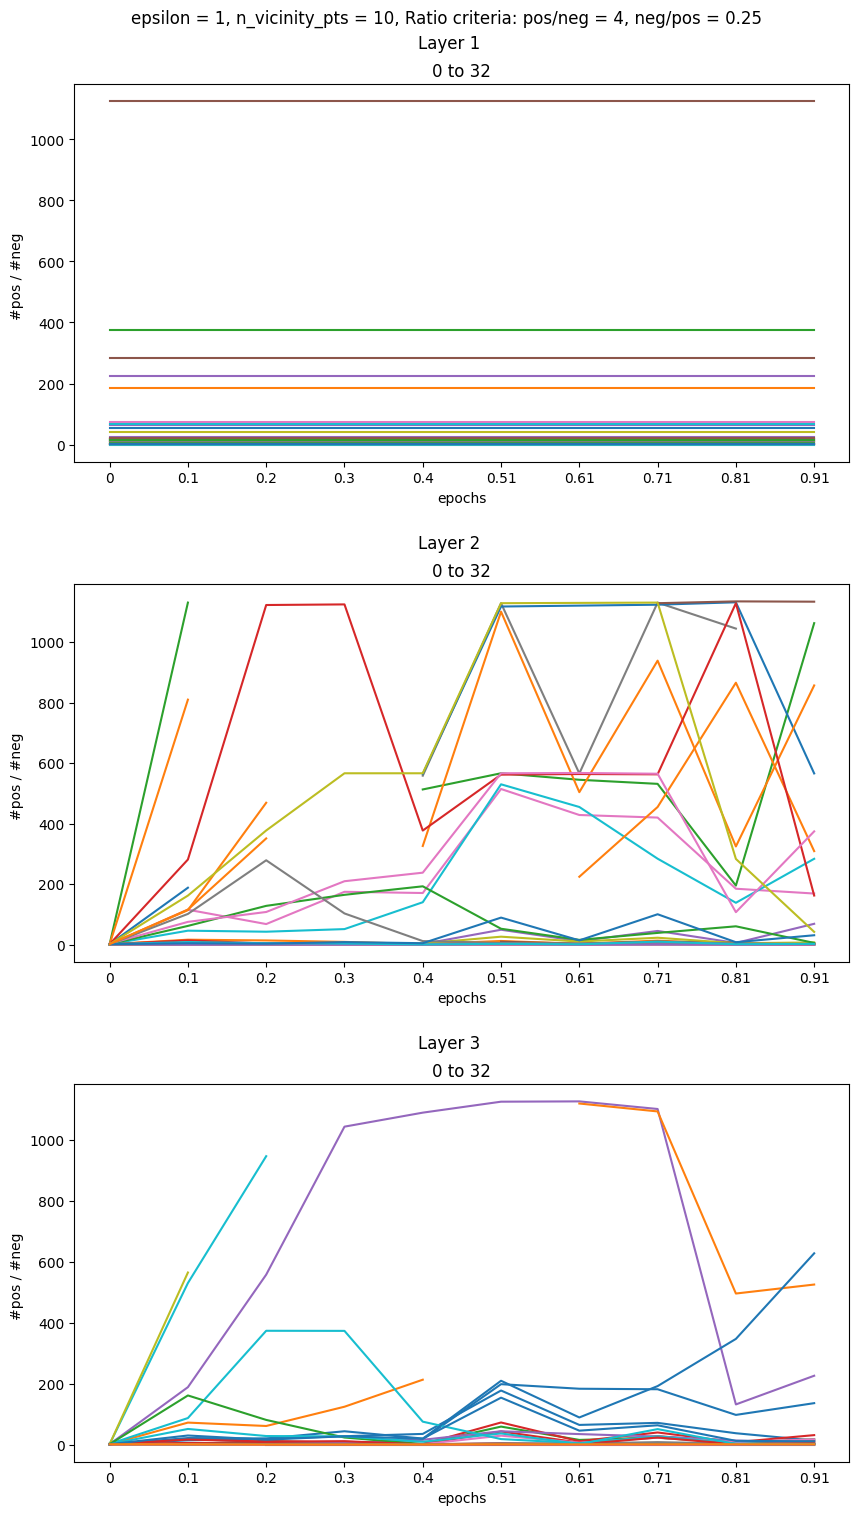 epsilon = 1, n_vicinity_pts = 10, Ratio criteria: pos/neg = 4, neg/pos = 0.25
Layer 1
0 to 32
1000
800
600
400
200
0
#pos / #neg
0 0.1 0.2 0.3 0.4 0.51 0.61 0.71 0.81 0.91
epochs
Layer 2
0 to 32
1000
800
600
400
200
0
#pos / #neg
0 0.1 0.2 0.3 0.4 0.51 0.61 0.71 0.81 0.91
epochs
Layer 3
0 to 32
1000
800
600
400
200
0
#pos / #neg
0 0.1 0.2 0.3 0.4 0.51 0.61 0.71 0.81 0.91
epochs